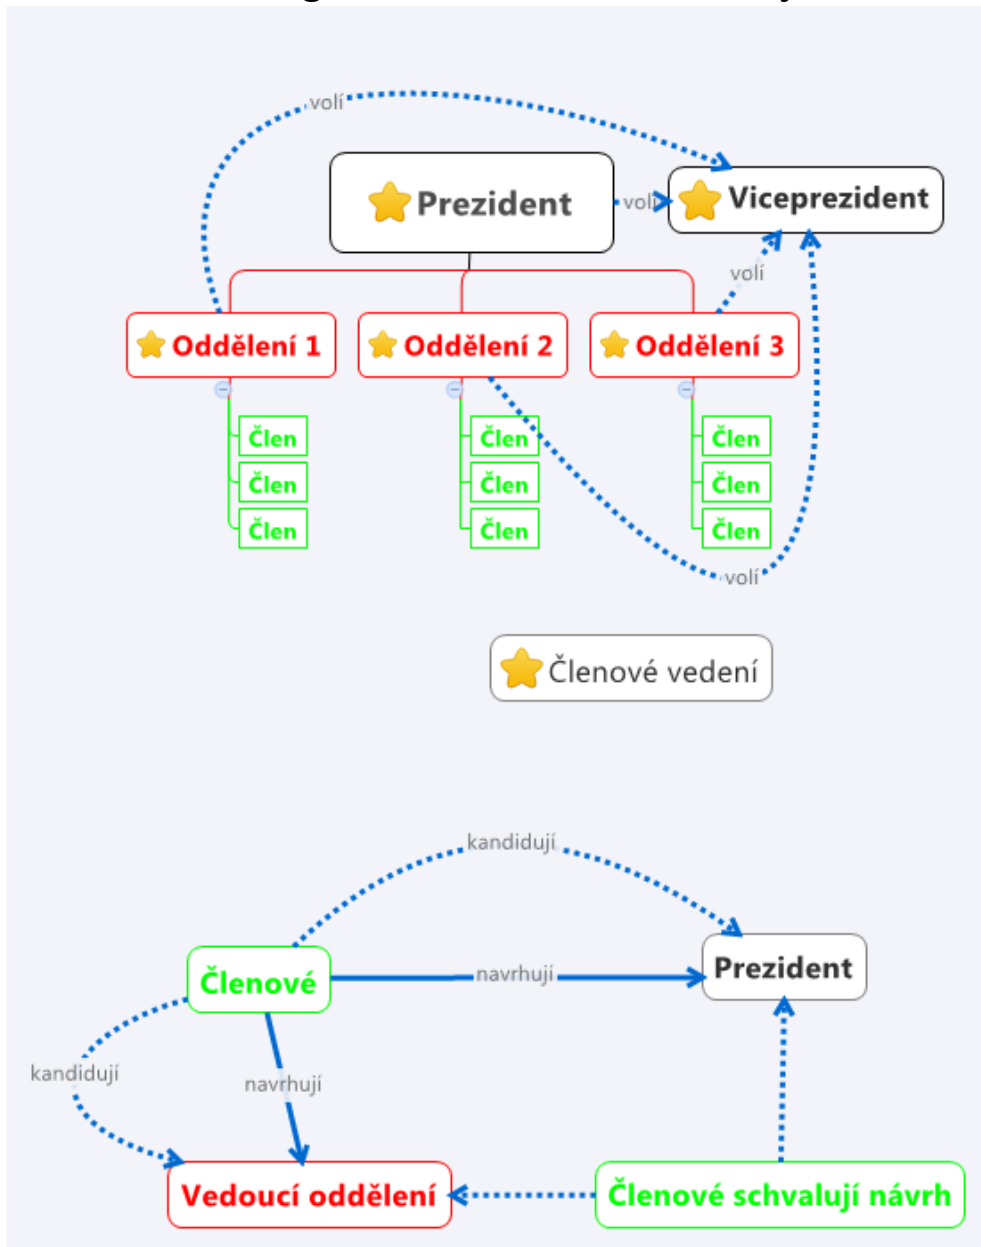 volí
Prezident
volí
Viceprezident
volí
Oddělení 1
Oddělení 2
Oddělení 3
Člen
Člen
Člen
Člen
Člen
Člen
Člen
Člen
Člen
volí
Členové vedení
kandidují
Členové
navrhují
Prezident
kandidují
navrhují
Vedoucí oddělení
Členové schvalují návrh